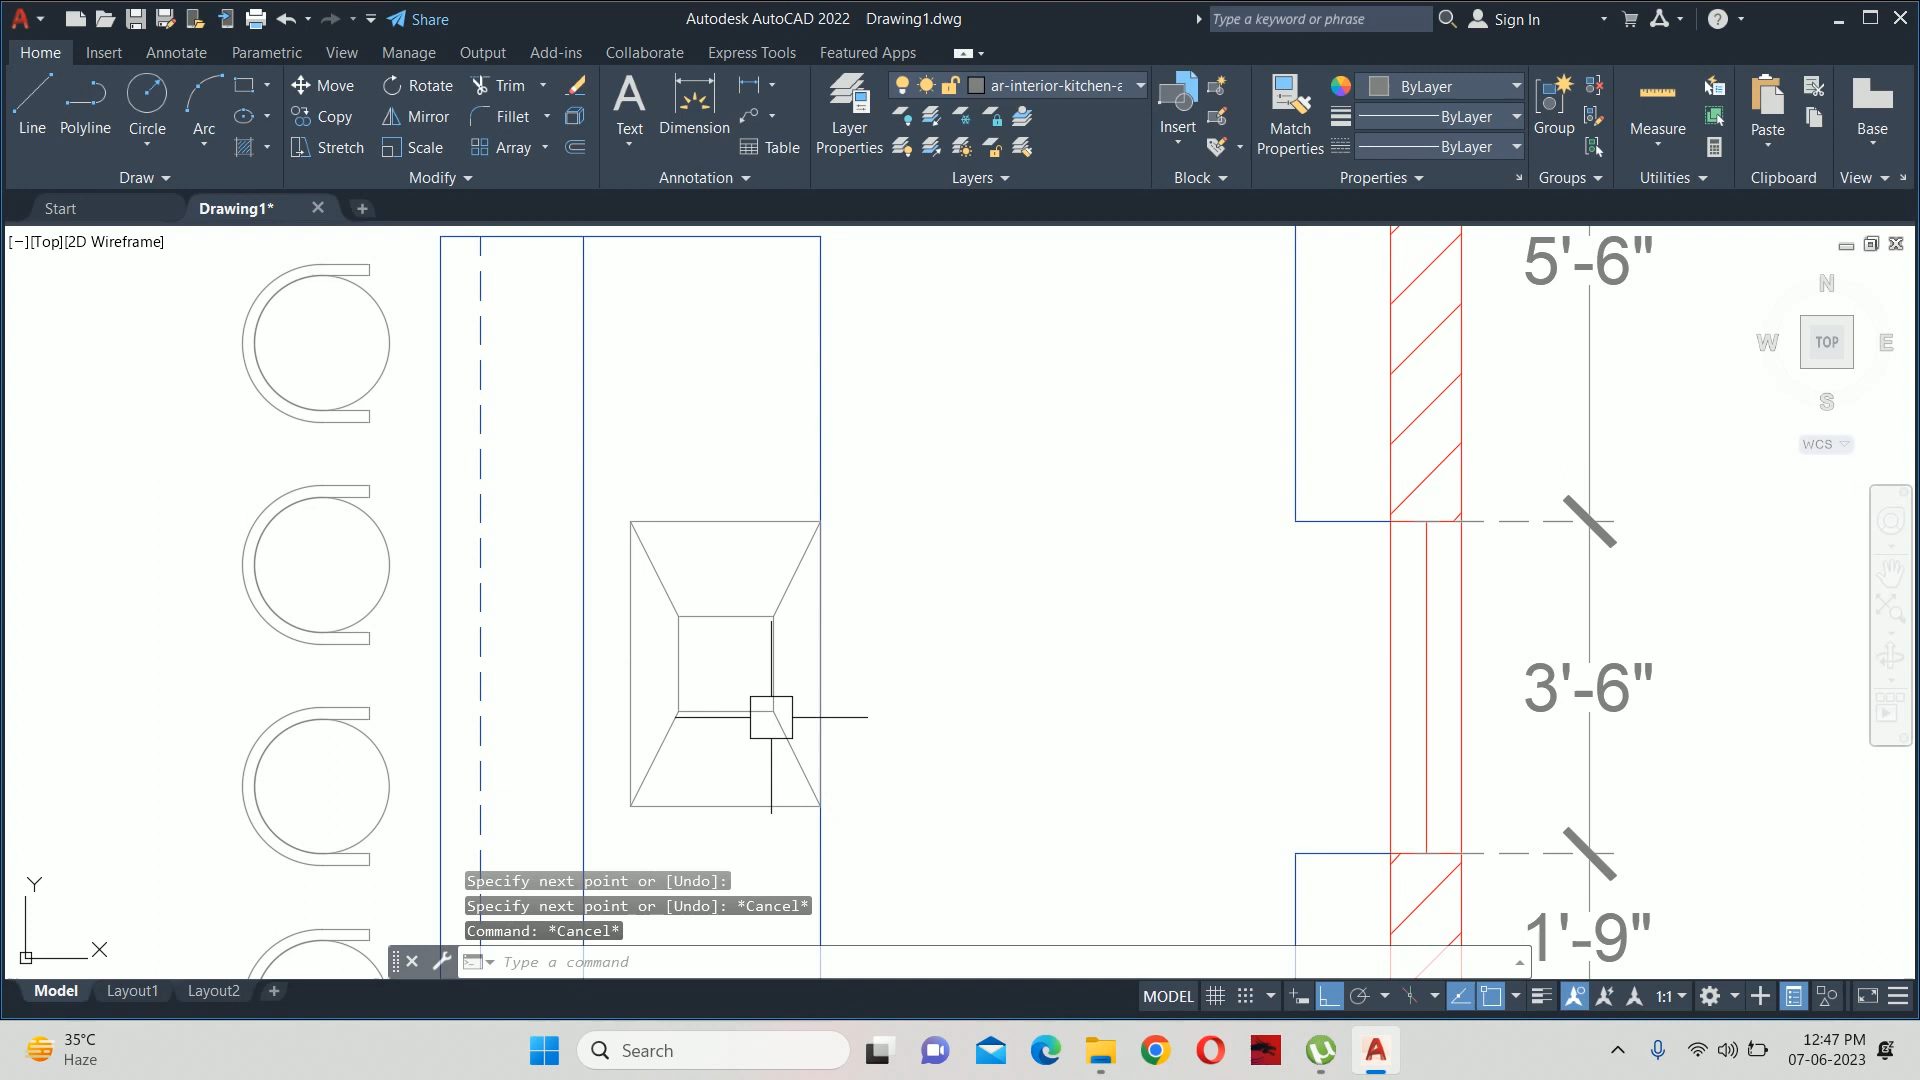 Share
Autodesk AutoCAD 2022 Drawing1.dwg
Type a keyword or phrase
Sign In
Home Insert Annotate Parametric View Manage Output Add-ins Collaborate Express Tools Featured Apps
Line Polyline Circle Arc
Move Rotate Trim
Copy Mirror Fillet
Stretch Scale Array
Text Dimension Table
Layer Properties
ar-interior-kitchen-a
Insert
Match Properties
ByLayer
ByLayer
ByLayer
Group Measure Paste Base
Draw Modify Annotation Layers Block Properties Groups Utilities Clipboard View
Start Drawing1*
[−][Top][2D Wireframe]
5'-6"
N
W TOP E
S
WCS
3'-6"
1'-9"
Y
X
Specify next point or [Undo]:
Specify next point or [Undo]: *Cancel*
Command: *Cancel*
Type a command
Model Layout1 Layout2
MODEL 1:1
35°C
Haze
Search
12:47 PM
07-06-2023